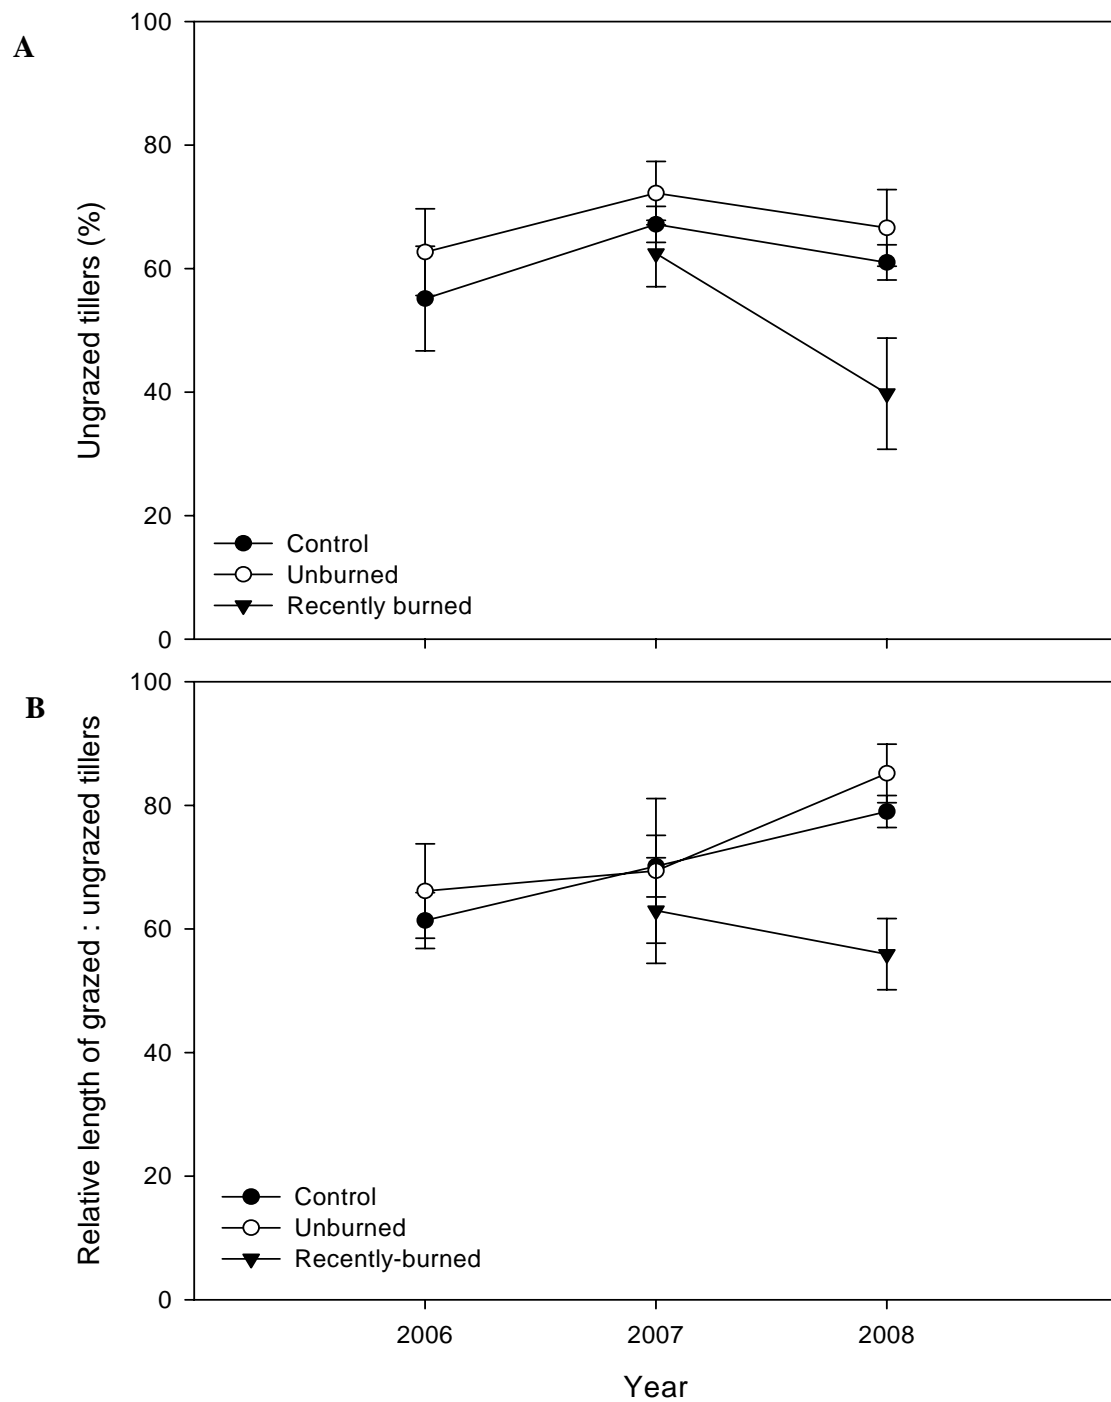 A
Ungrazed tillers (%)
100
80
60
40
20
0
Control
Unburned
Recently burned
B
Relative length of grazed : ungrazed tillers
100
80
60
40
20
0
Control
Unburned
Recently-burned
2006 2007 2008
Year